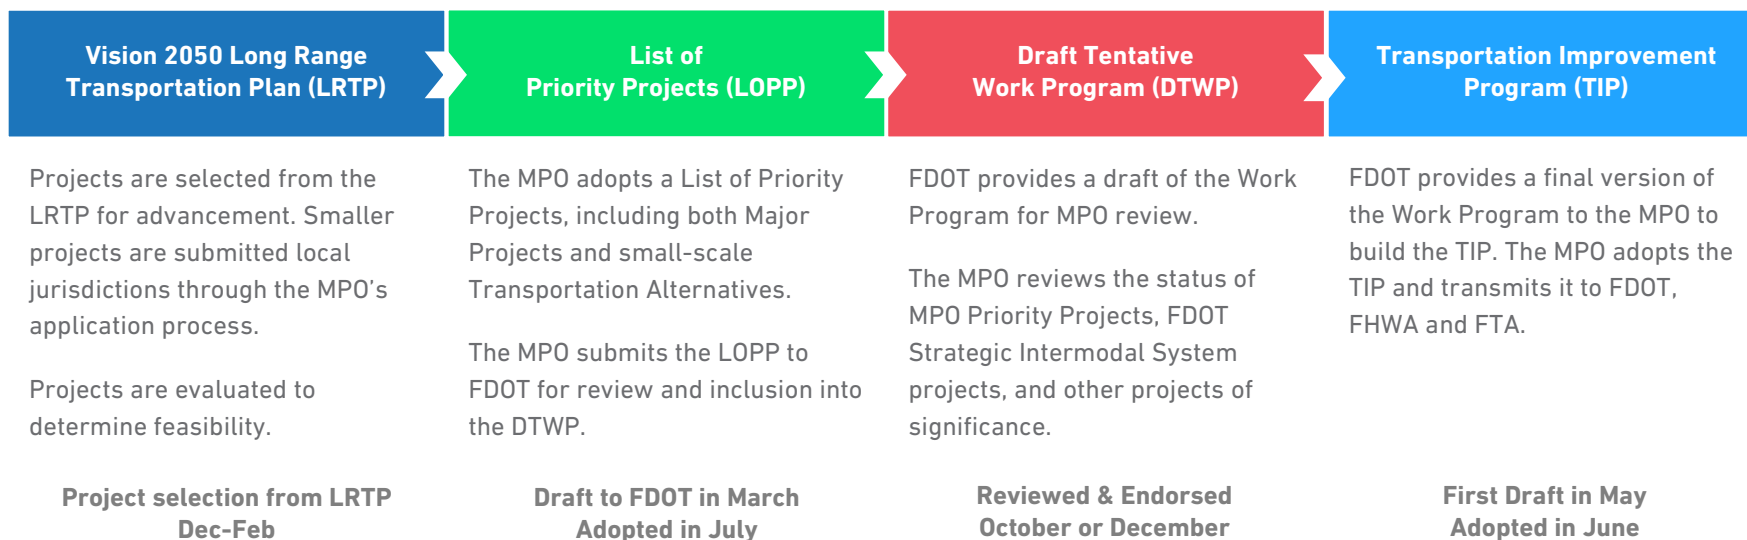 Vision 2050 Long Range
Transportation Plan (LRTP)
Projects are selected from the
LRTP for advancement. Smaller
projects are submitted local
jurisdictions through the MPO’s
application process.
Projects are evaluated to
determine feasibility.
Project selection from LRTP
Dec-Feb
List of
Priority Projects (LOPP)
The MPO adopts a List of Priority
Projects, including both Major
Projects and small-scale
Transportation Alternatives.
The MPO submits the LOPP to
FDOT for review and inclusion into
the DTWP.
Draft to FDOT in March
Adopted in July
Draft Tentative
Work Program (DTWP)
FDOT provides a draft of the Work
Program for MPO review.
The MPO reviews the status of
MPO Priority Projects, FDOT
Strategic Intermodal System
projects, and other projects of
significance.
Reviewed & Endorsed
October or December
Transportation Improvement
Program (TIP)
FDOT provides a final version of
the Work Program to the MPO to
build the TIP. The MPO adopts the
TIP and transmits it to FDOT,
FHWA and FTA.
First Draft in May
Adopted in June